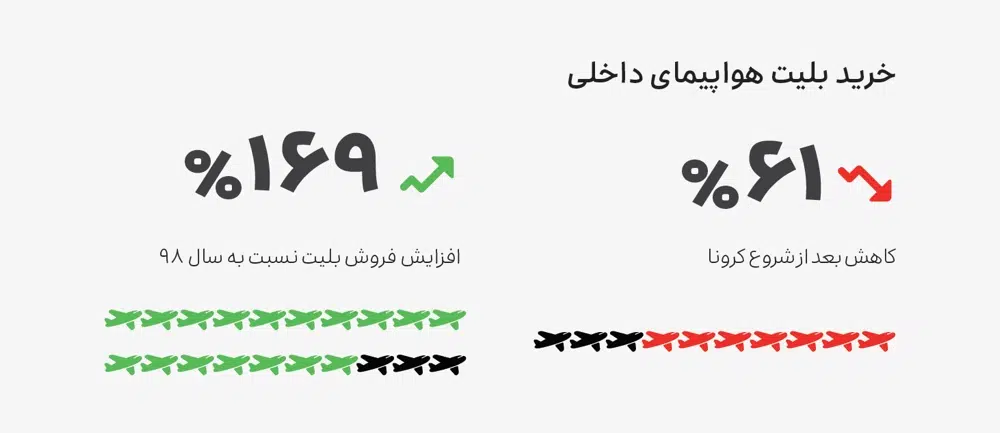 خرید بلیت هواپیمای داخلی
%۶۱
کاهش بعد از شروع کرونا
%۱۶۹
افزایش فروش بلیت نسبت به سال ۹۸